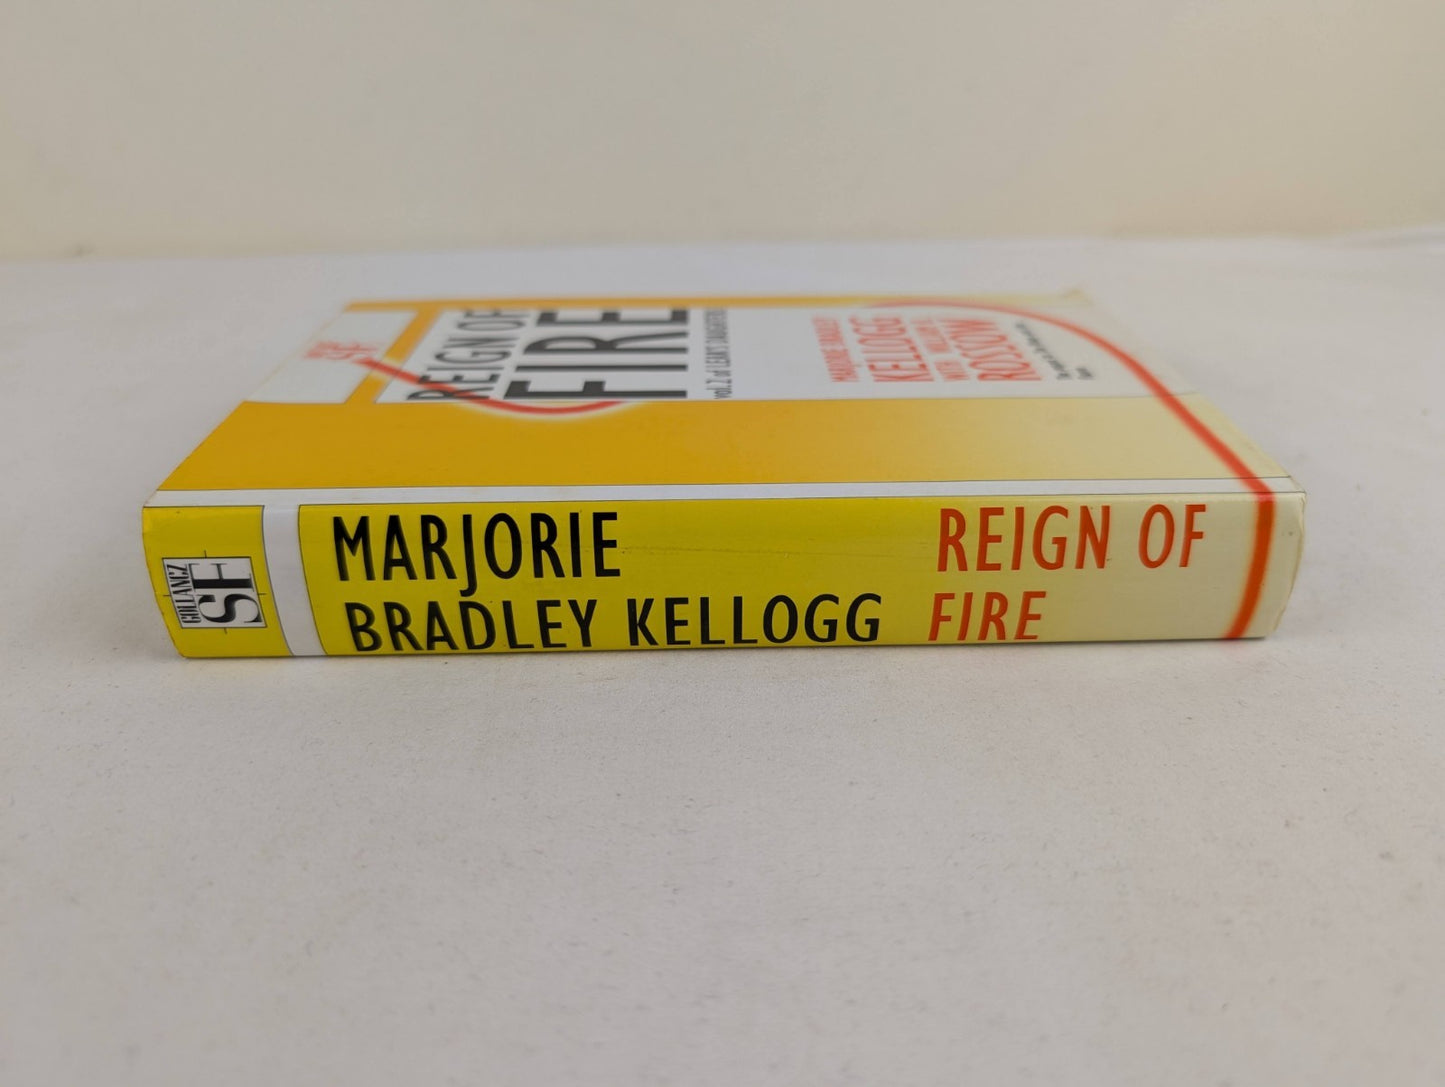 REIGN OF
FIRE
vol. 2 of LEAR'S DAUGHTERS
MARJORIE BRADLEY
KELLOGG
WITH WILLIAM B.
ROSSOW
GOLLANCZ
SF
MARJORIE
BRADLEY KELLOGG
REIGN OF
FIRE